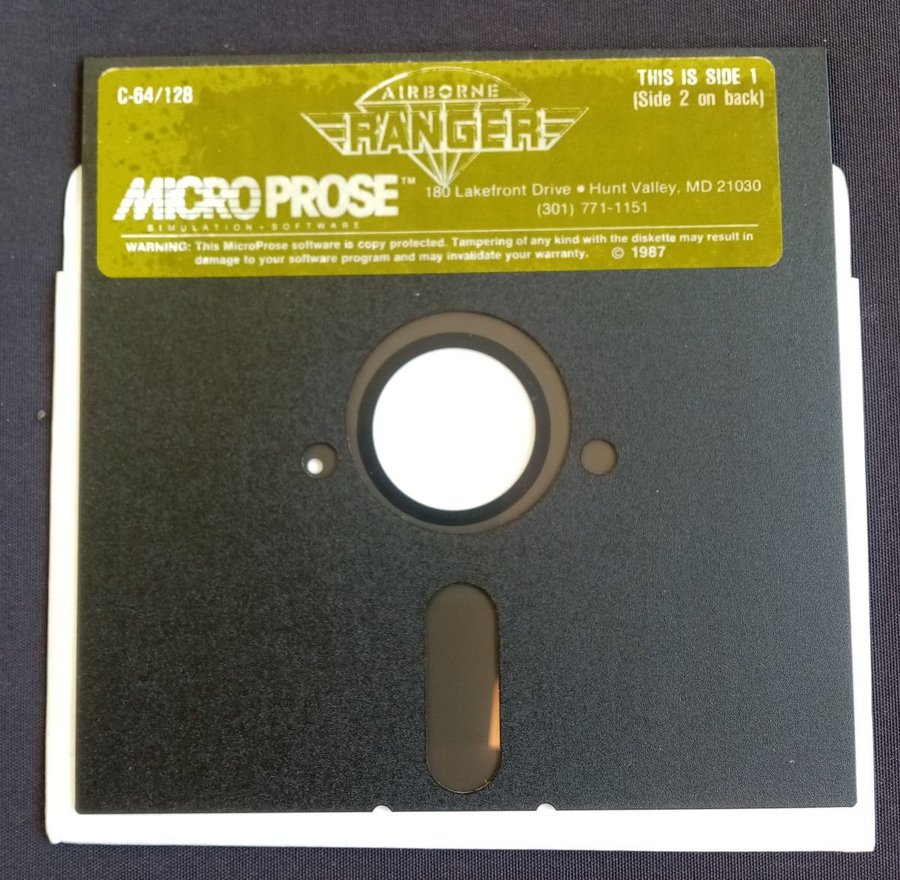 C-64/128
AIRBORNE
RANGER
THIS IS SIDE 1
(Side 2 on back)
MICRO PROSE™
SIMULATION • SOFTWARE
180 Lakefront Drive • Hunt Valley, MD 21030
(301) 771-1151
WARNING: This MicroProse software is copy protected. Tampering of any kind with the diskette may result in
damage to your software program and may invalidate your warranty. © 1987